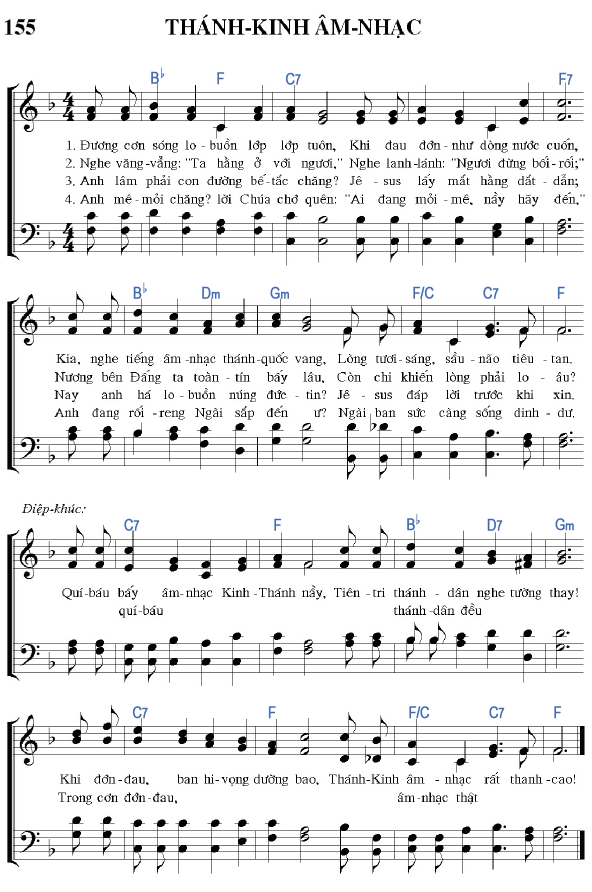 155 THÁNH-KINH ÂM-NHẠC
B♭ F C7 F7
1. Đương cơn sóng lo-buồn lớp lớp tuôn, Khi đau đớn-như dòng nước cuốn,
2. Nghe văng-vẳng: "Ta hằng ở với ngươi," Nghe lanh-lánh: "Ngươi đừng bối-rối;"
3. Anh lâm phải con đường bế-tắc chăng? Jê-sus lấy mắt hằng dắt-dẫn;
4. Anh mê-mỏi chăng? lời Chúa chớ quên: "Ai đang mỏi-mê, nầy hãy đến,"
B♭ Dm Gm F/C C7 F
Kia, nghe tiếng âm-nhạc thánh-quốc vang, Lòng tươi-sáng, sầu-não tiêu-tan.
Nương bên Đấng ta toàn-tín bấy lâu, Còn chi khiến lòng phải lo-âu?
Nay anh há lo-buồn núng đức-tin? Jê-sus đáp lời trước khi xin.
Anh đang rối-reng Ngài sắp đến ư? Ngài ban sức càng sống dinh-dư.
Điệp-khúc:
C7 F B♭ D7 Gm
Quí-báu bấy âm-nhạc Kinh-Thánh nầy, Tiên-tri thánh-dân nghe tường thay!
quí-báu thánh-dân đều
C7 F F/C C7 F
Khi đớn-đau, ban hi-vọng dường bao, Thánh-Kinh âm-nhạc rất thanh-cao!
Trong cơn đớn-đau, âm-nhạc thật